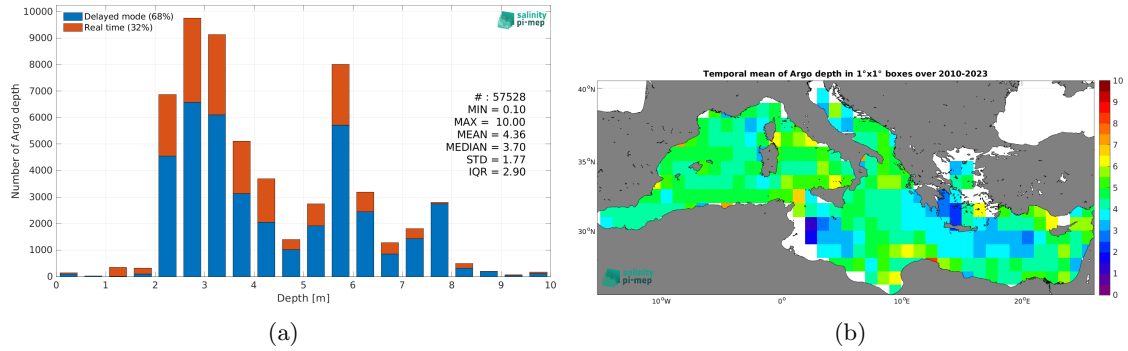 10000
9000
8000
7000
6000
5000
4000
3000
2000
1000
0
Number of Argo depth
Delayed mode (68%)
Real time (32%)
salinity
pi-mep
# : 57528
MIN = 0.10
MAX = 10.00
MEAN = 4.36
MEDIAN = 3.70
STD = 1.77
IQR = 2.90
0 1 2 3 4 5 6 7 8 9 10
Depth [m]
(a)
Temporal mean of Argo depth in 1°x1° boxes over 2010-2023
40°N
35°N
30°N
10°W 0° 10°E 20°E
salinity
pi-mep
10
9
8
7
6
5
4
3
2
1
0
(b)